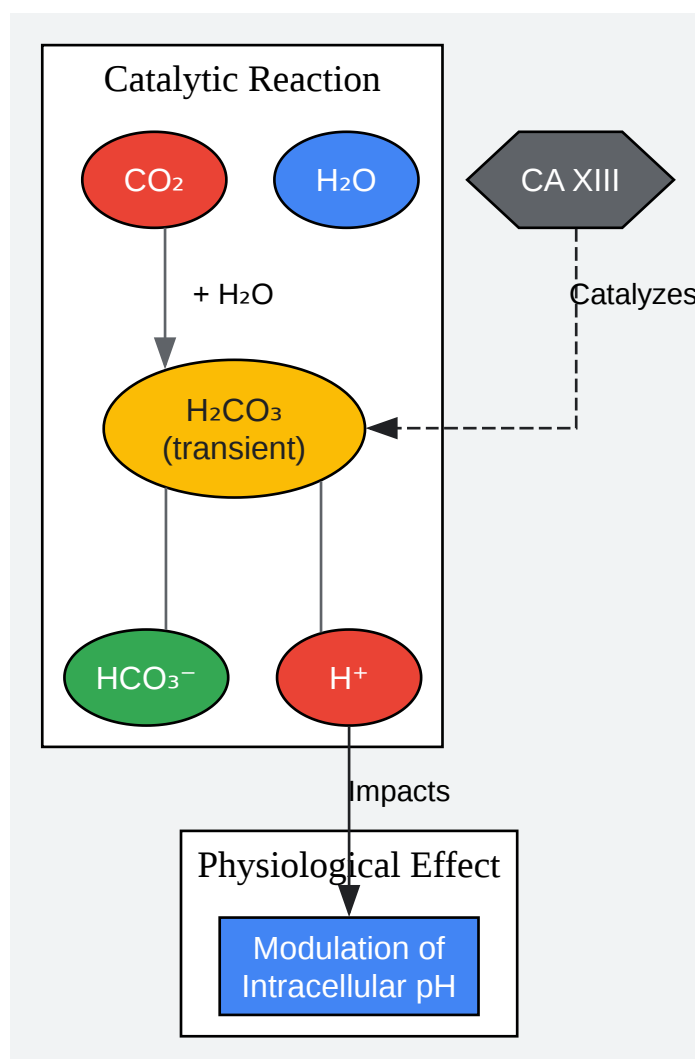 Catalytic Reaction
CO₂
H₂O
CA XIII
+ H₂O
Catalyzes
H₂CO₃
(transient)
HCO₃⁻
H⁺
Impacts
Physiological Effect
Modulation of
Intracellular pH